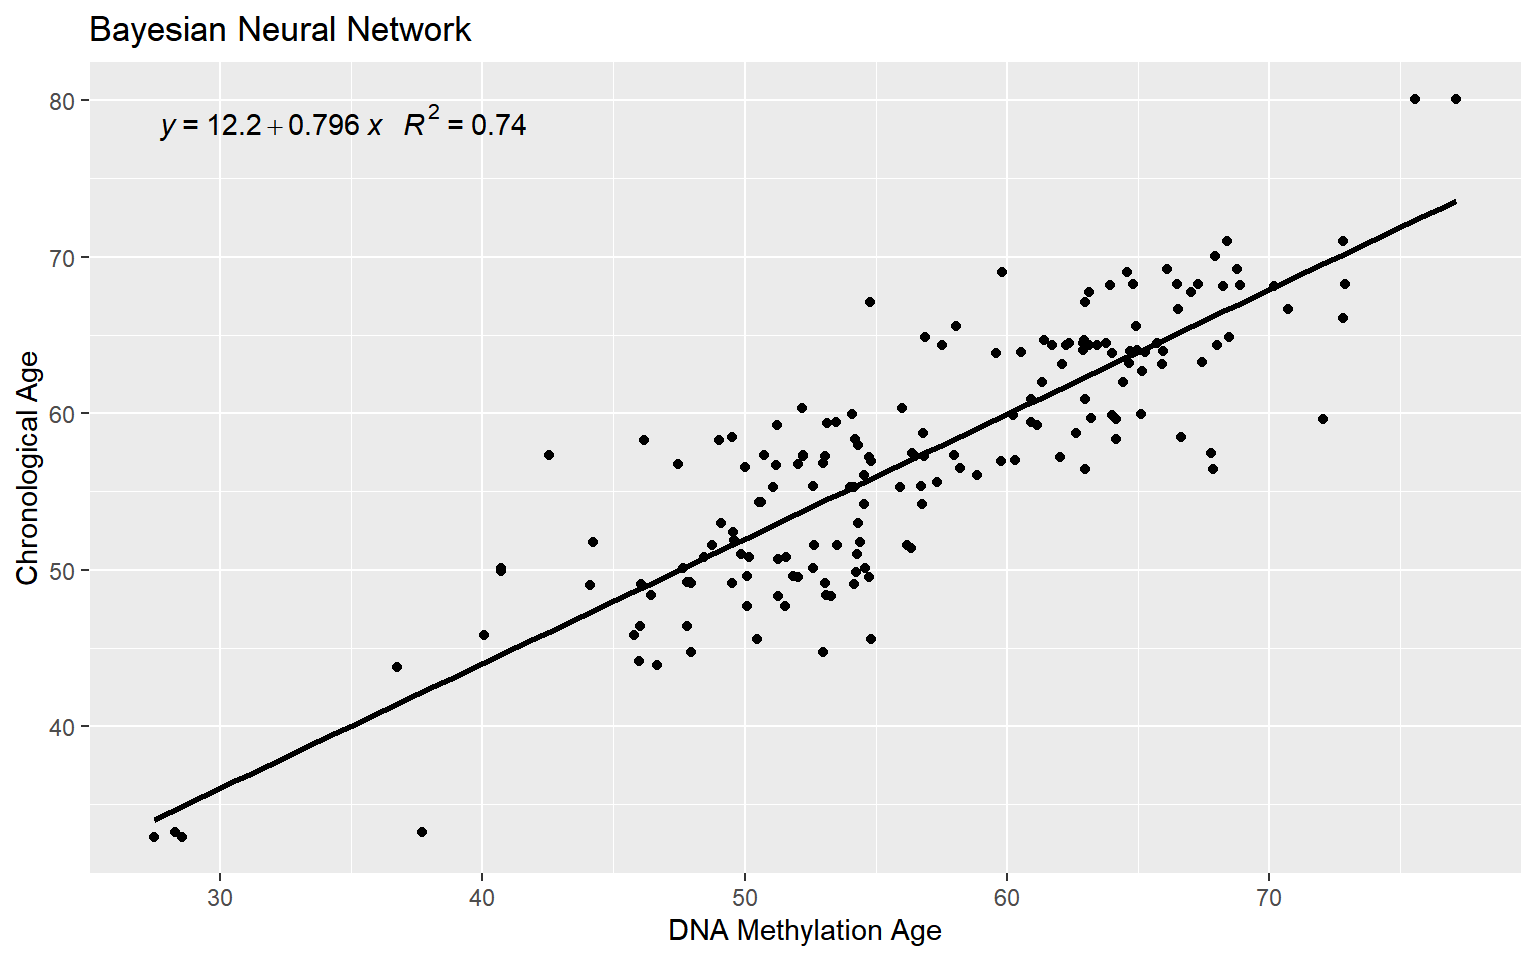 Bayesian Neural Network
y = 12.2 + 0.796 x R² = 0.74
80
70
60
50
40
Chronological Age
30 40 50 60 70
DNA Methylation Age